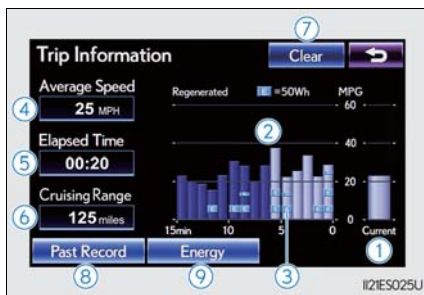 7
Trip Information Clear
Average Speed Regenerated E =50Wh MPG
4 25 MPH 60
2 40
Elapsed Time
5 00:20 20
Cruising Range
6 125 miles 0
15min 10 5 0 Current
1
Past Record Energy
8 9 3
II21ES025U